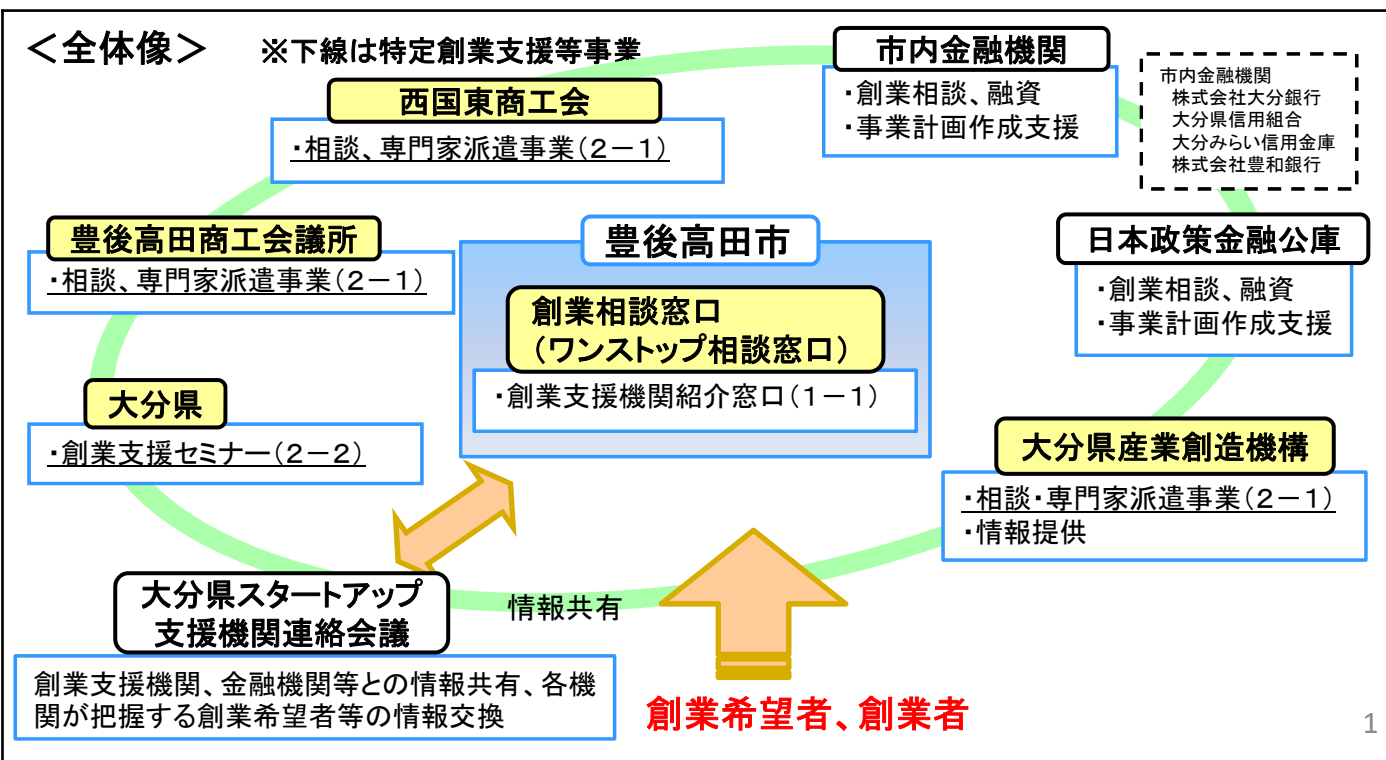 ＜全体像＞
※下線は特定創業支援等事業
市内金融機関
・創業相談、融資
・事業計画作成支援
市内金融機関
株式会社大分銀行
大分県信用組合
大分みらい信用金庫
株式会社豊和銀行
西国東商工会
・相談、専門家派遣事業（２－１）
豊後高田商工会議所
・相談、専門家派遣事業（２－１）
豊後高田市
創業相談窓口
（ワンストップ相談窓口）
・創業支援機関紹介窓口（１－１）
日本政策金融公庫
・創業相談、融資
・事業計画作成支援
大分県
・創業支援セミナー（２－２）
大分県産業創造機構
・相談・専門家派遣事業（２－１）
・情報提供
大分県スタートアップ
支援機関連絡会議
情報共有
創業支援機関、金融機関等との情報共有、各機
関が把握する創業希望者等の情報交換
創業希望者、創業者
1